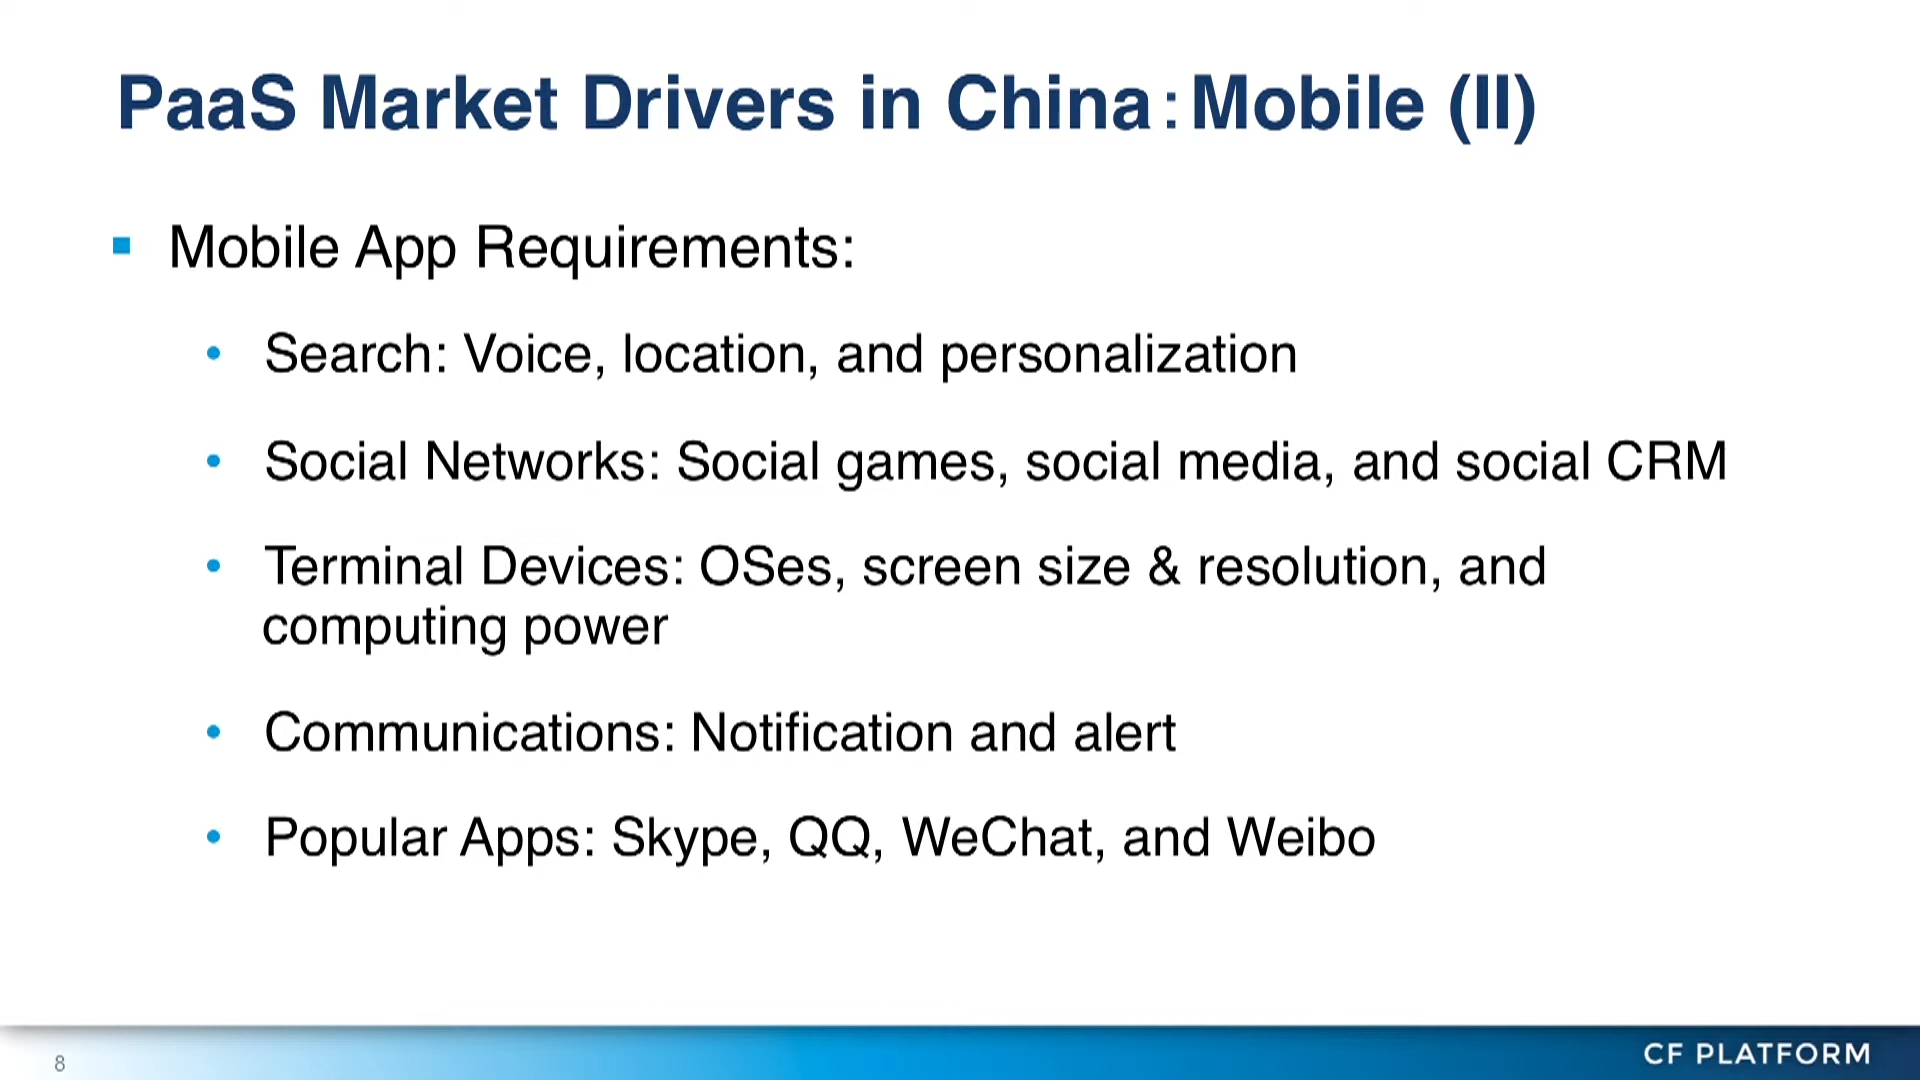 PaaS Market Drivers in China：Mobile (II)
▪ Mobile App Requirements:
• Search: Voice, location, and personalization
• Social Networks: Social games, social media, and social CRM
• Terminal Devices: OSes, screen size & resolution, and
computing power
• Communications: Notification and alert
• Popular Apps: Skype, QQ, WeChat, and Weibo
8
CF PLATFORM